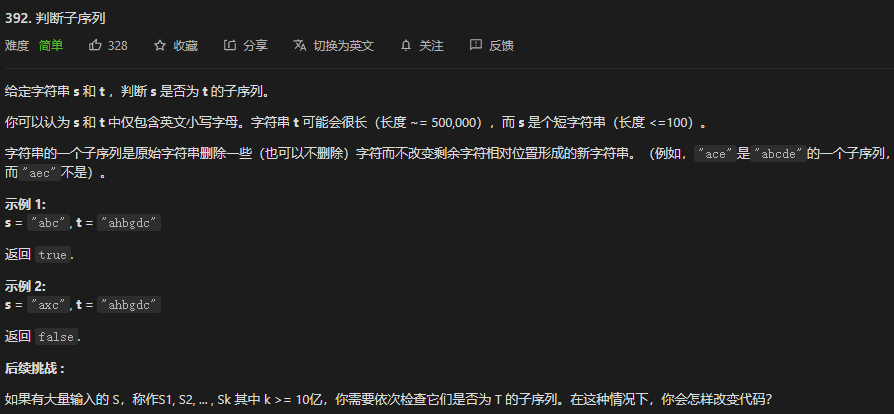 392. 判断子序列
难度 简单 328 收藏 分享 切换为英文 关注 反馈
给定字符串 s 和 t ，判断 s 是否为 t 的子序列。
你可以认为 s 和 t 中仅包含英文小写字母。字符串 t 可能会很长（长度 ~= 500,000），而 s 是个短字符串（长度 <=100）。
字符串的一个子序列是原始字符串删除一些（也可以不删除）字符而不改变剩余字符相对位置形成的新字符串。（例如，"ace"是"abcde"的一个子序列，
而"aec"不是）。
示例 1:
s = "abc", t = "ahbgdc"
返回 true.
示例 2:
s = "axc", t = "ahbgdc"
返回 false.
后续挑战 :
如果有大量输入的 S，称作S1, S2, ... , Sk 其中 k >= 10亿，你需要依次检查它们是否为 T 的子序列。在这种情况下，你会怎样改变代码？